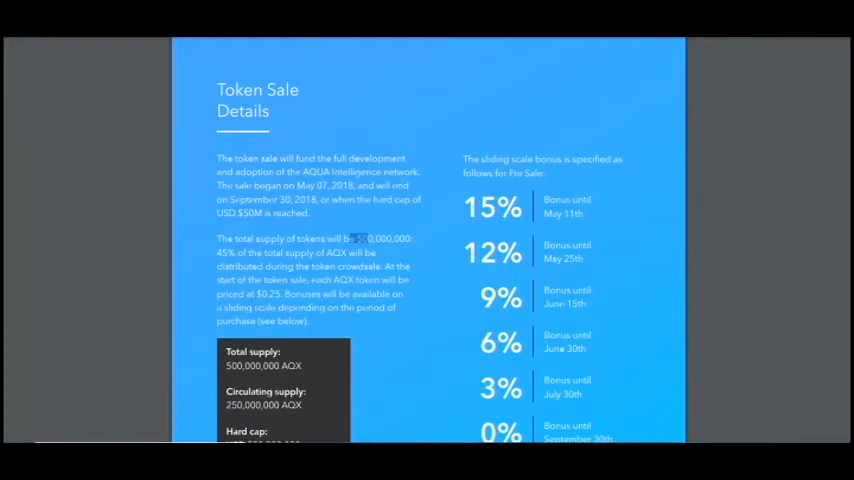 Token Sale
Details
The token sale will fund the full development
and adoption of the AQUA Intelligence network.
The sale began on May 07, 2018, and will end
on September 30, 2018, or when the hard cap of
USD $50M is reached.
The total supply of tokens will be 500,000,000:
45% of the total supply of AQX will be
distributed during the token crowdsale. At the
start of the token sale, each AQX token will be
priced at $0.25. Bonuses will be available on
a sliding scale depending on the period of
purchase (see below).
Total supply:
500,000,000 AQX
Circulating supply:
250,000,000 AQX
Hard cap:
The sliding scale bonus is specified as
follows for Pre Sale:
15%
Bonus until
May 11th
12%
Bonus until
May 25th
9%
Bonus until
June 15th
6%
Bonus until
June 30th
3%
Bonus until
July 30th
0%
Bonus until
September 30th